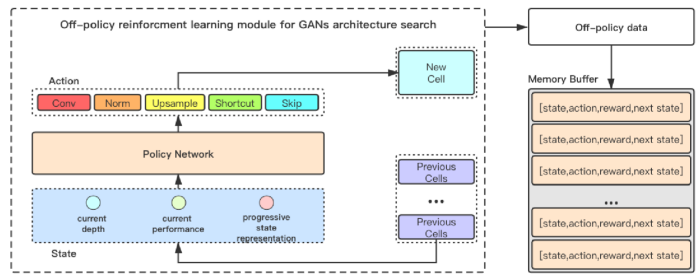 Off-policy reinforcment learning module for GANs architecture search
Off-policy data
Action
New
Cell
Memory Buffer
Conv
Norm
Upsample
Shortcut
Skip
[state,action,reward,next state]
[state,action,reward,next state]
Policy Network
[state,action,reward,next state]
Previous
Cells
...
...
current
depth
current
performance
progressive
state
representation
Previous
Cells
[state,action,reward,next state]
State
[state,action,reward,next state]